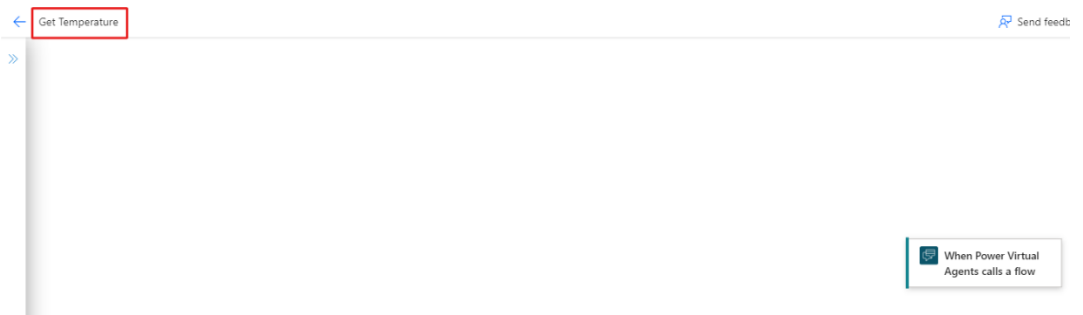 Get Temperature
Send feedb
When Power Virtual
Agents calls a flow